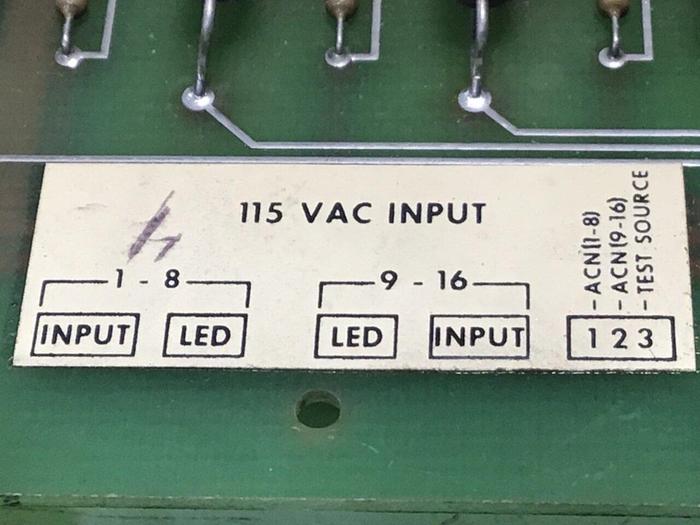 115 VAC INPUT
1 - 8
9 - 16
INPUT
LED
LED
INPUT
1 2 3
-ACN(1-8)
-ACN(9-16)
-TEST SOURCE